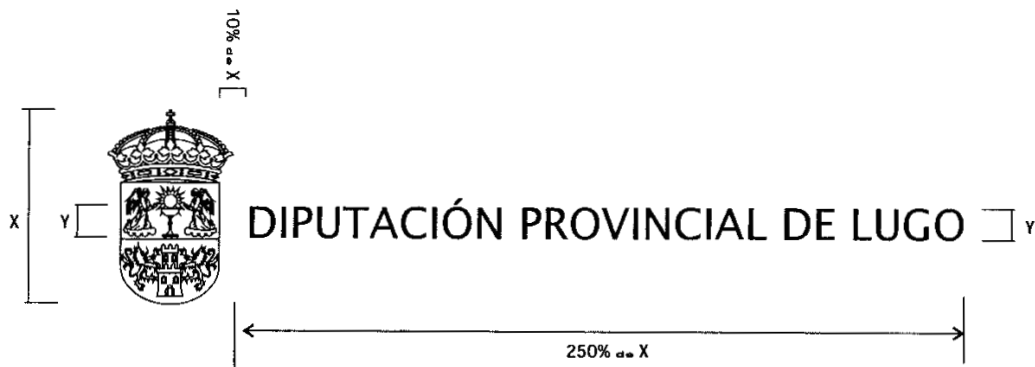 10% de X
X
Y
DIPUTACIÓN PROVINCIAL DE LUGO
Y
250% de X